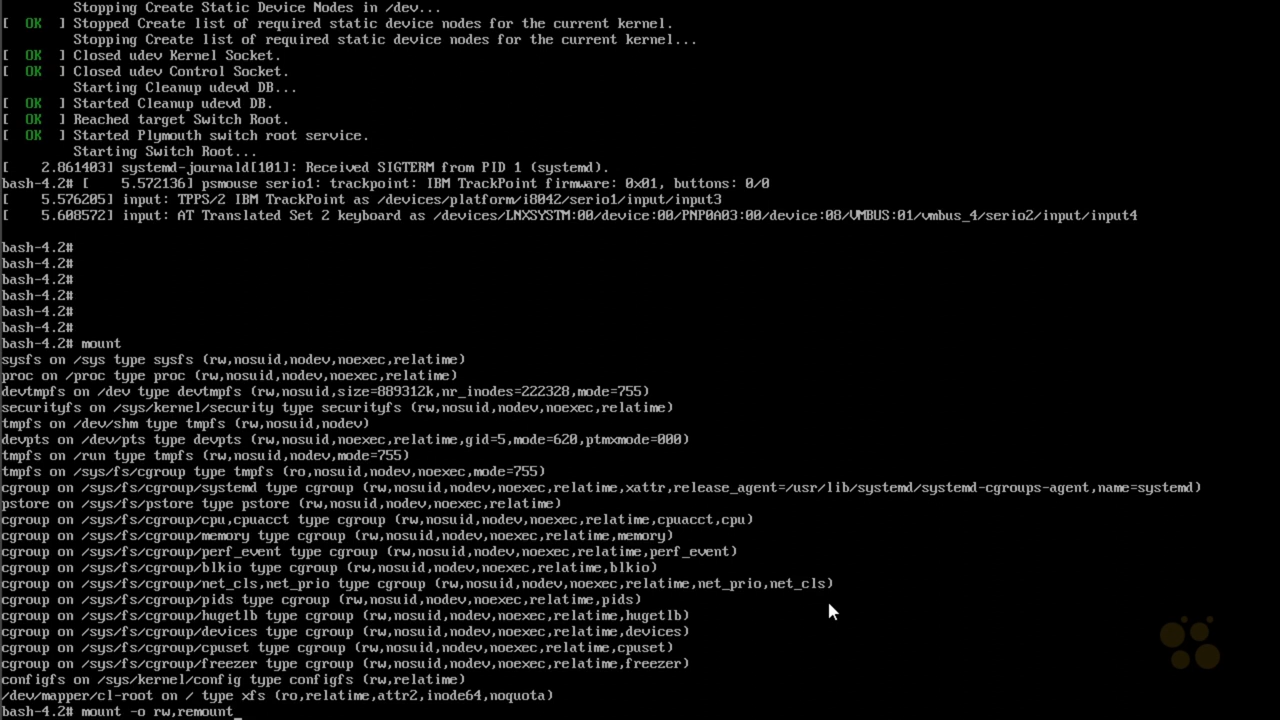 Stopping Create Static Device Nodes in /dev...
[  OK  ] Stopped Create list of required static device nodes for the current kernel.
Stopping Create list of required static device nodes for the current kernel...
[  OK  ] Closed udev Kernel Socket.
[  OK  ] Closed udev Control Socket.
Starting Cleanup udevd DB...
[  OK  ] Started Cleanup udevd DB.
[  OK  ] Reached target Switch Root.
[  OK  ] Started Plymouth switch root service.
Starting Switch Root...
[    2.861403] systemd-journald[101]: Received SIGTERM from PID 1 (systemd).
bash-4.2# [    5.572136] psmouse serio1: trackpoint: IBM TrackPoint firmware: 0x01, buttons: 0/0
[    5.576205] input: TPPS/2 IBM TrackPoint as /devices/platform/i8042/serio1/input/input3
[    5.608572] input: AT Translated Set 2 keyboard as /devices/LNXSYSTM:00/device:00/PNP0A03:00/device:08/VMBUS:01/vmbus_4/serio2/input/input4
bash-4.2#
bash-4.2#
bash-4.2#
bash-4.2#
bash-4.2#
bash-4.2#
bash-4.2# mount
sysfs on /sys type sysfs (rw,nosuid,nodev,noexec,relatime)
proc on /proc type proc (rw,nosuid,nodev,noexec,relatime)
devtmpfs on /dev type devtmpfs (rw,nosuid,size=889312k,nr_inodes=222328,mode=755)
securityfs on /sys/kernel/security type securityfs (rw,nosuid,nodev,noexec,relatime)
tmpfs on /dev/shm type tmpfs (rw,nosuid,nodev)
devpts on /dev/pts type devpts (rw,nosuid,noexec,relatime,gid=5,mode=620,ptmxmode=000)
tmpfs on /run type tmpfs (rw,nosuid,nodev,mode=755)
tmpfs on /sys/fs/cgroup type tmpfs (ro,nosuid,nodev,noexec,mode=755)
cgroup on /sys/fs/cgroup/systemd type cgroup (rw,nosuid,nodev,noexec,relatime,xattr,release_agent=/usr/lib/systemd/systemd-cgroups-agent,name=systemd)
pstore on /sys/fs/pstore type pstore (rw,nosuid,nodev,noexec,relatime)
cgroup on /sys/fs/cgroup/cpu,cpuacct type cgroup (rw,nosuid,nodev,noexec,relatime,cpuacct,cpu)
cgroup on /sys/fs/cgroup/memory type cgroup (rw,nosuid,nodev,noexec,relatime,memory)
cgroup on /sys/fs/cgroup/perf_event type cgroup (rw,nosuid,nodev,noexec,relatime,perf_event)
cgroup on /sys/fs/cgroup/blkio type cgroup (rw,nosuid,nodev,noexec,relatime,blkio)
cgroup on /sys/fs/cgroup/net_cls,net_prio type cgroup (rw,nosuid,nodev,noexec,relatime,net_prio,net_cls)
cgroup on /sys/fs/cgroup/pids type cgroup (rw,nosuid,nodev,noexec,relatime,pids)
cgroup on /sys/fs/cgroup/hugetlb type cgroup (rw,nosuid,nodev,noexec,relatime,hugetlb)
cgroup on /sys/fs/cgroup/devices type cgroup (rw,nosuid,nodev,noexec,relatime,devices)
cgroup on /sys/fs/cgroup/cpuset type cgroup (rw,nosuid,nodev,noexec,relatime,cpuset)
cgroup on /sys/fs/cgroup/freezer type cgroup (rw,nosuid,nodev,noexec,relatime,freezer)
configfs on /sys/kernel/config type configfs (rw,relatime)
/dev/mapper/cl-root on / type xfs (ro,relatime,attr2,inode64,noquota)
bash-4.2# mount -o rw,remount_